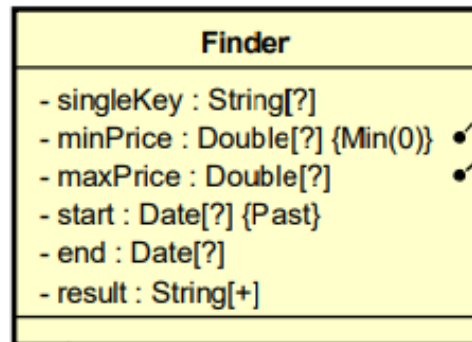 Finder
- singleKey : String[?]
- minPrice : Double[?] {Min(0)}
- maxPrice : Double[?]
- start : Date[?] {Past}
- end : Date[?]
- result : String[+]